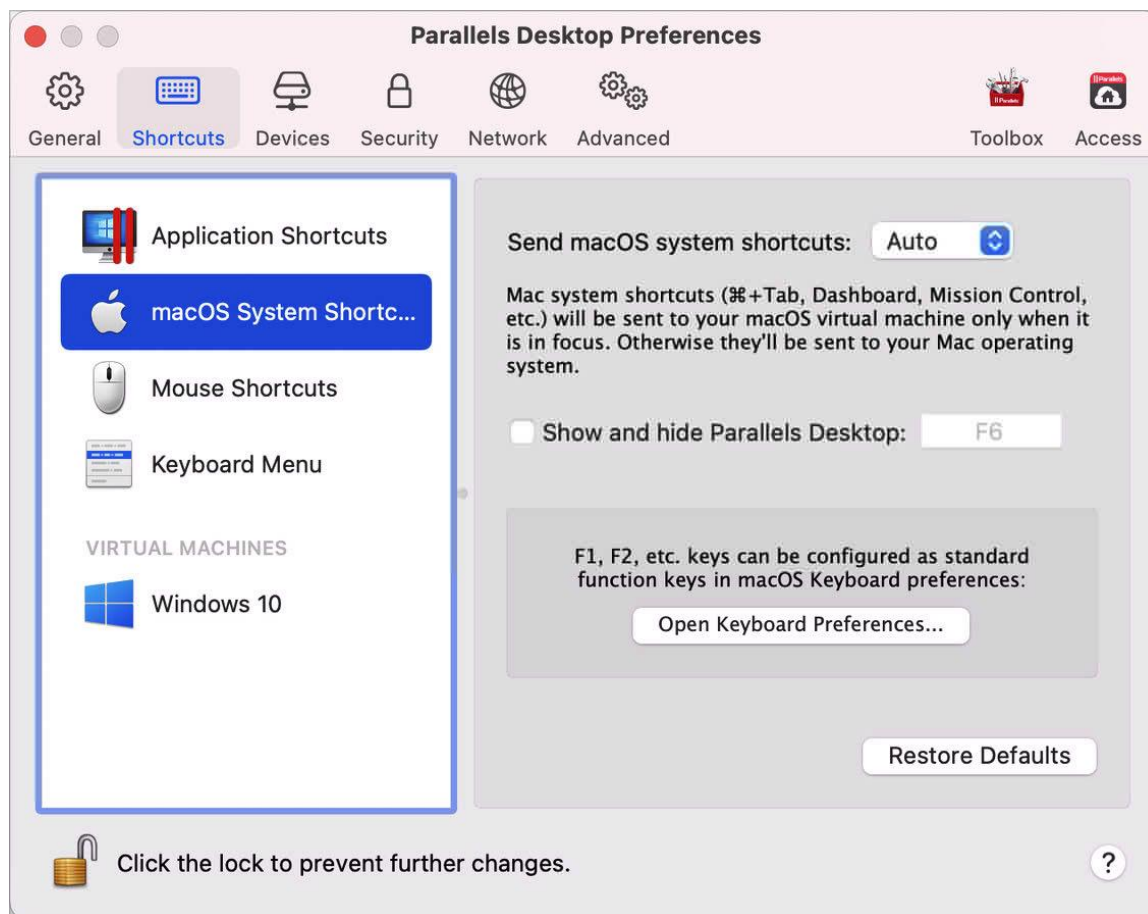 Parallels Desktop Preferences
General Shortcuts Devices Security Network Advanced Toolbox Access
Application Shortcuts
macOS System Shortc...
Mouse Shortcuts
Keyboard Menu
VIRTUAL MACHINES
Windows 10
Send macOS system shortcuts: Auto
Mac system shortcuts (⌘+Tab, Dashboard, Mission Control,
etc.) will be sent to your macOS virtual machine only when it
is in focus. Otherwise they'll be sent to your Mac operating
system.
Show and hide Parallels Desktop: F6
F1, F2, etc. keys can be configured as standard
function keys in macOS Keyboard preferences:
Open Keyboard Preferences...
Restore Defaults
Click the lock to prevent further changes.
?